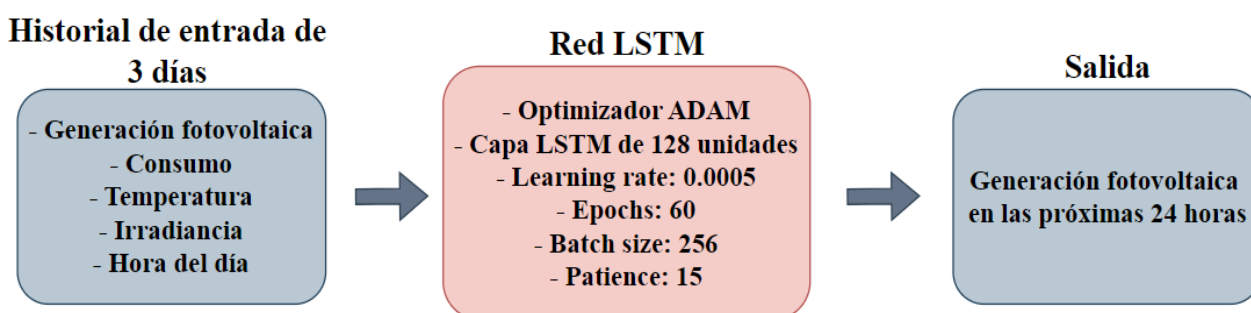 Historial de entrada de
3 días
- Generación fotovoltaica
- Consumo
- Temperatura
- Irradiancia
- Hora del día
Red LSTM
- Optimizador ADAM
- Capa LSTM de 128 unidades
- Learning rate: 0.0005
- Epochs: 60
- Batch size: 256
- Patience: 15
Salida
Generación fotovoltaica
en las próximas 24 horas